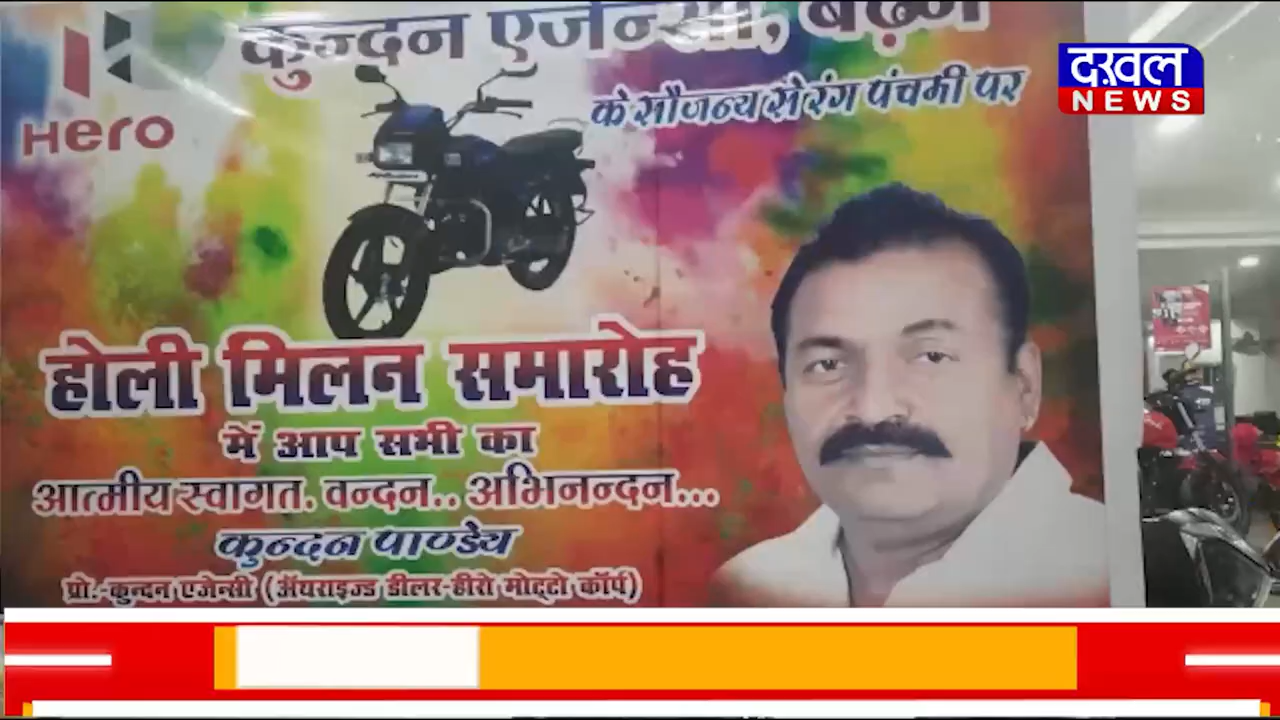 कुन्दन एजेन्सी, बढ़नी
दख़ल
NEWS
Hero
के सौजन्य से रंग पंचमी पर
होली मिलन समारोह
में आप सभी का
आत्मीय स्वागत. वन्दन.. अभिनन्दन...
कुन्दन पाण्डेय
प्रो.-कुन्दन एजेन्सी (ॲथराइज्ड डीलर-हीरो मोट्टो कॉर्प)